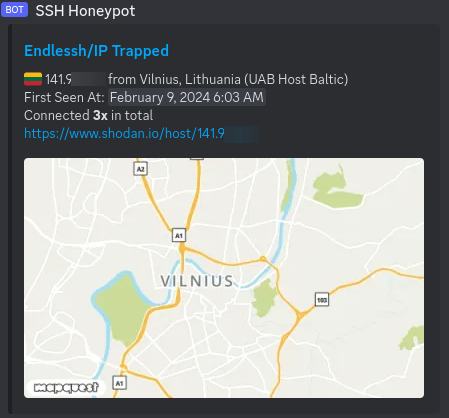 BOT SSH Honeypot
Endlessh/IP Trapped
141.9 from Vilnius, Lithuania (UAB Host Baltic)
First Seen At: February 9, 2024 6:03 AM
Connected 3x in total
https://www.shodan.io/host/141.9
A2
A1
A1
VILNIUS
103
mapquest
A1